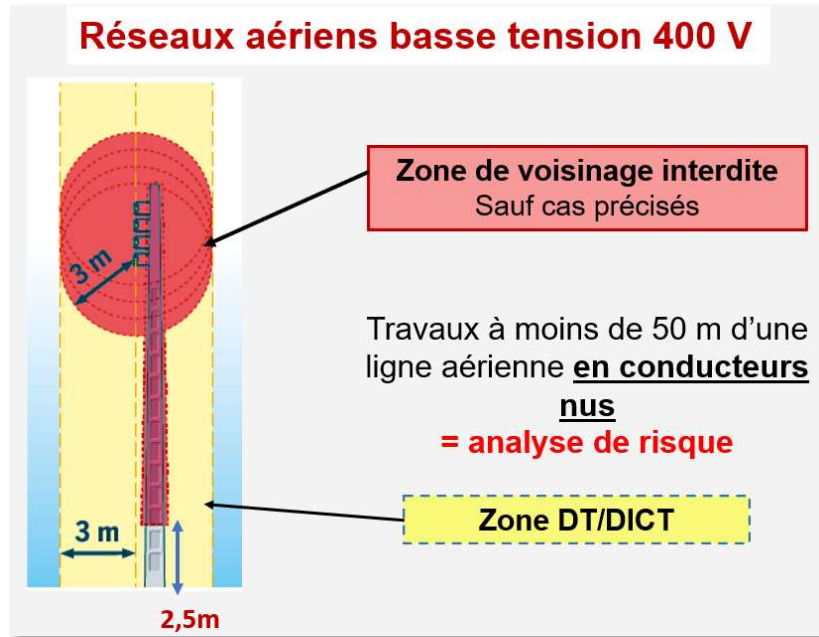 Réseaux aériens basse tension 400 V
Zone de voisinage interdite
Sauf cas précisés
3 m
Travaux à moins de 50 m d’une
ligne aérienne en conducteurs
nus
= analyse de risque
Zone DT/DICT
3 m
2,5m